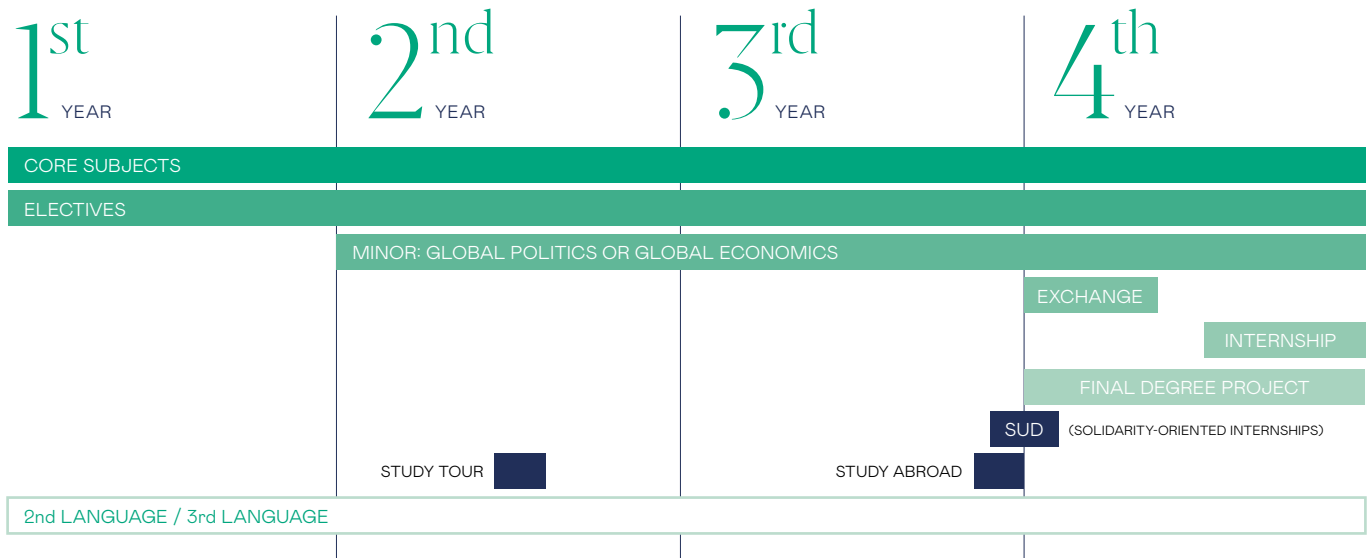 1st YEAR
2nd YEAR
3rd YEAR
4th YEAR
CORE SUBJECTS
ELECTIVES
MINOR: GLOBAL POLITICS OR GLOBAL ECONOMICS
EXCHANGE
INTERNSHIP
FINAL DEGREE PROJECT
SUD (SOLIDARITY-ORIENTED INTERNSHIPS)
STUDY TOUR
STUDY ABROAD
2nd LANGUAGE / 3rd LANGUAGE